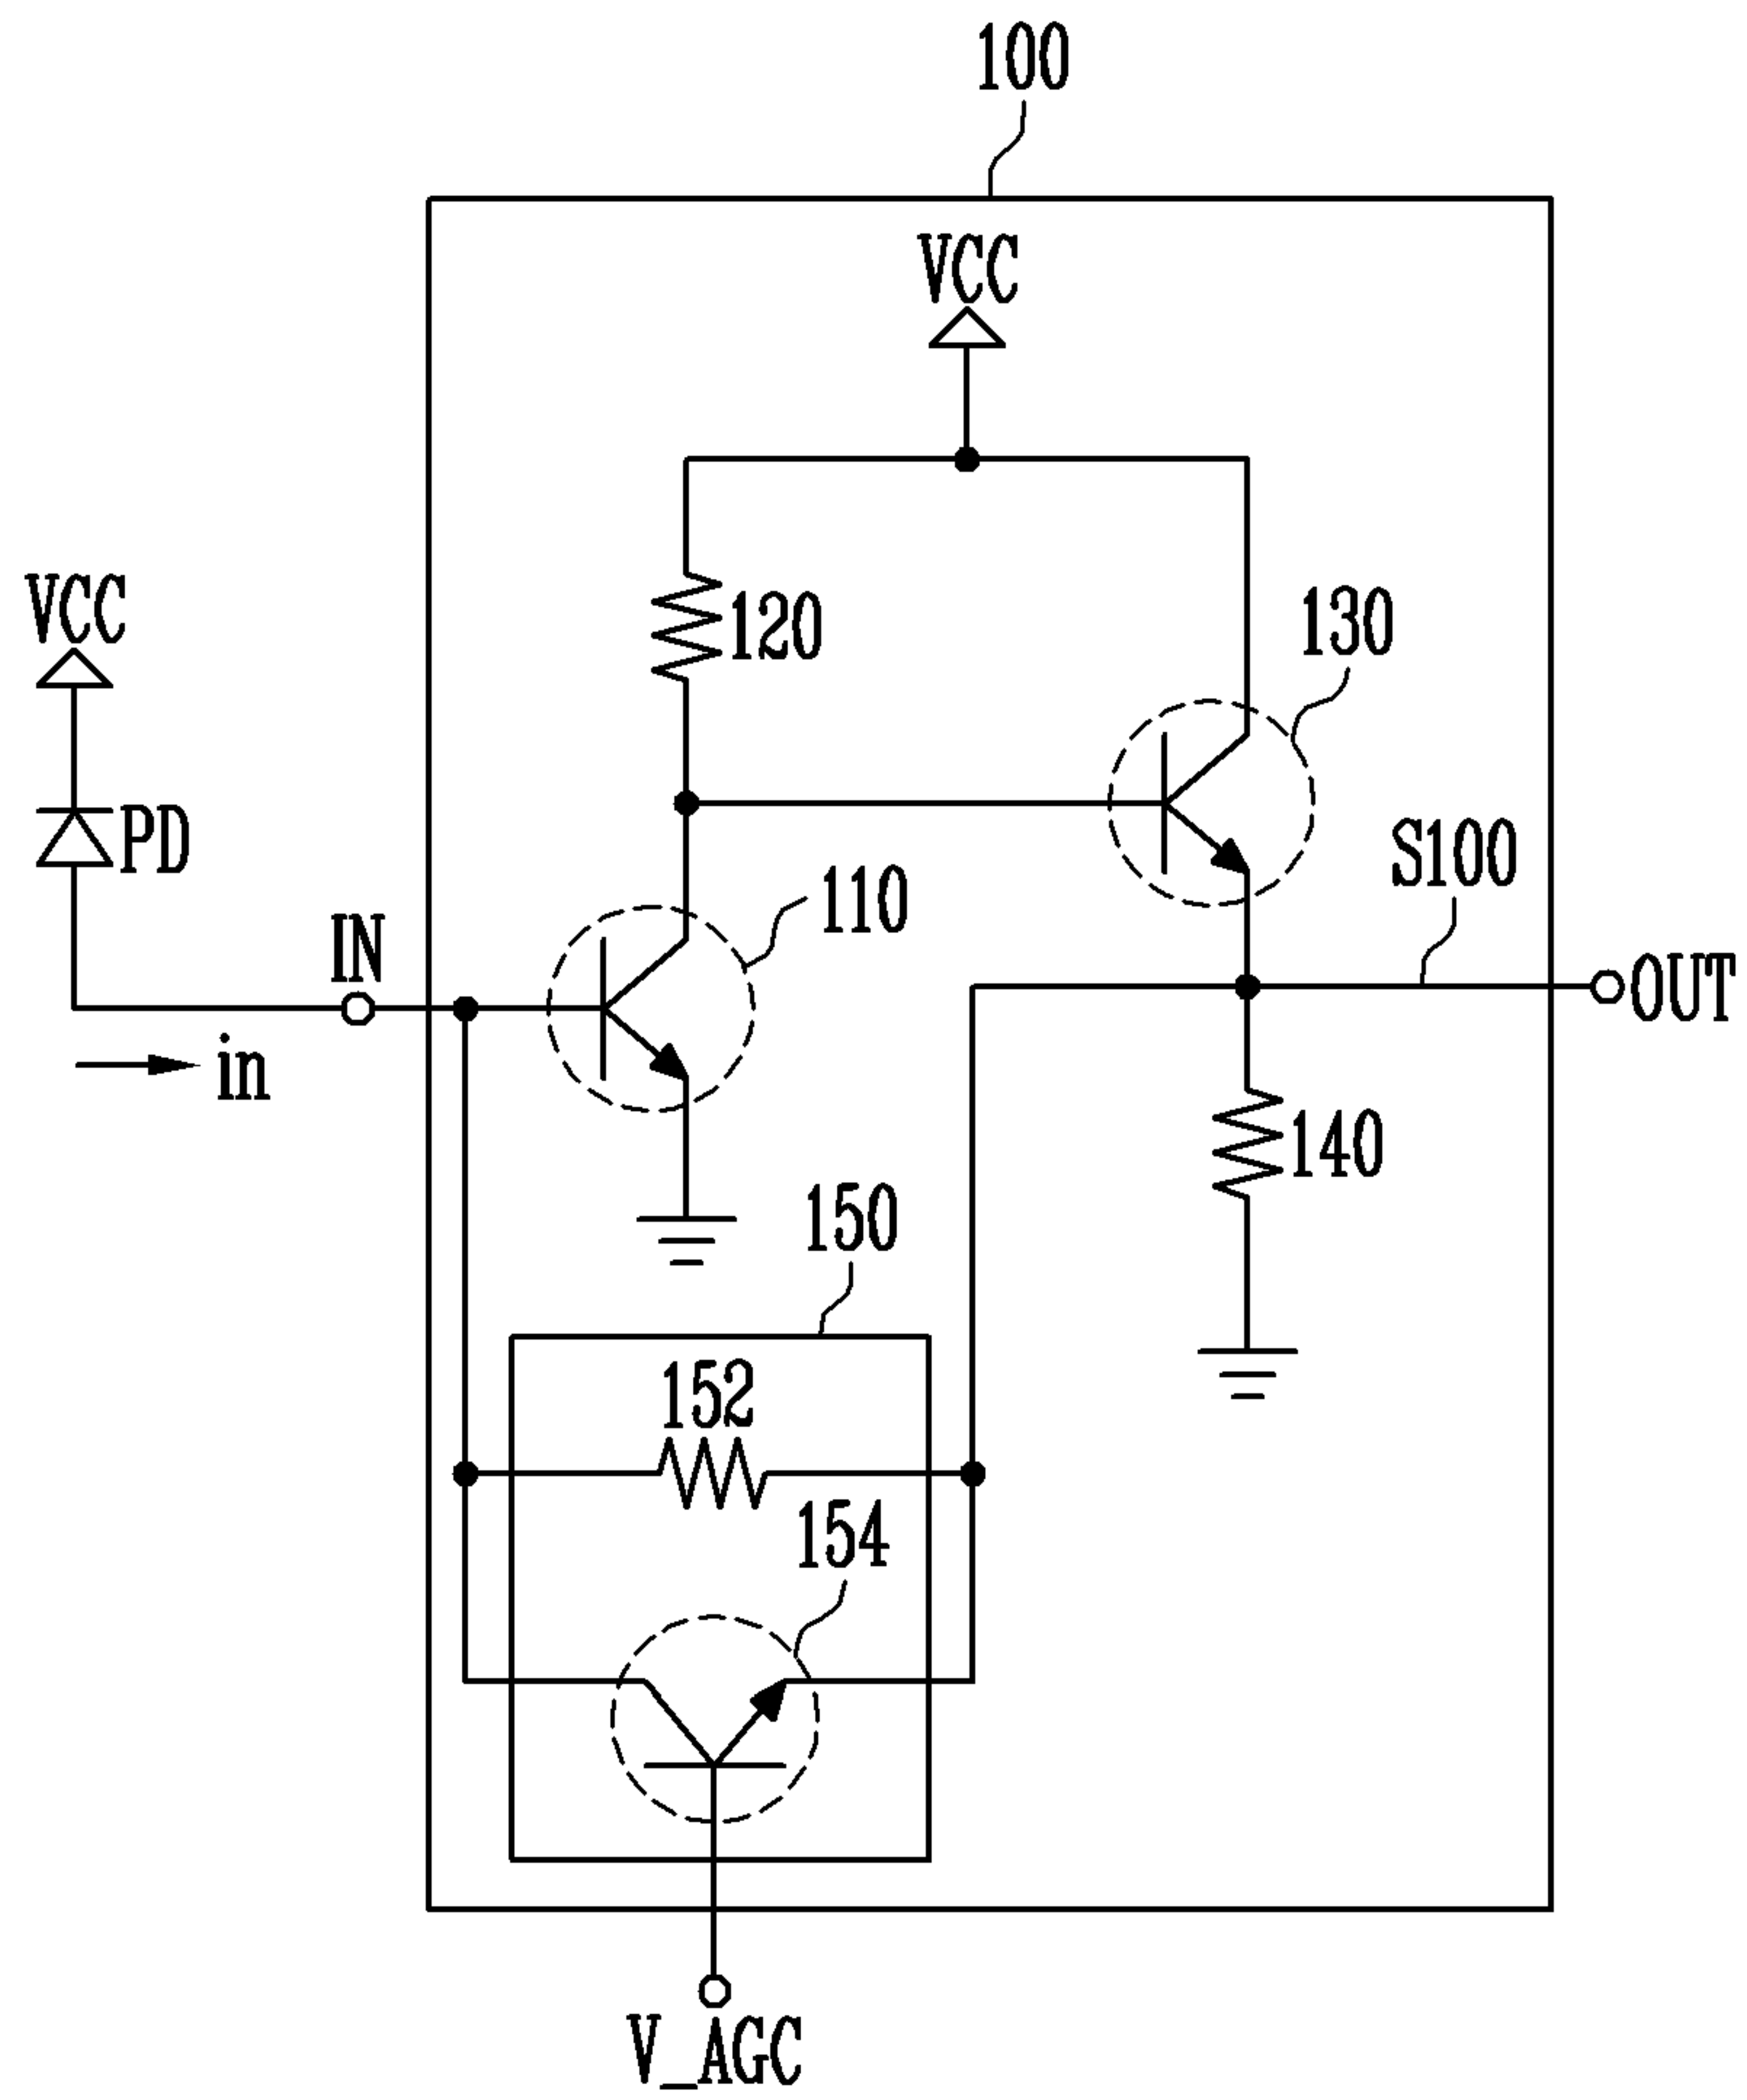 100
VCC
VCC
120
130
PD
110
S100
IN
OUT
in
140
150
152
154
V_AGC